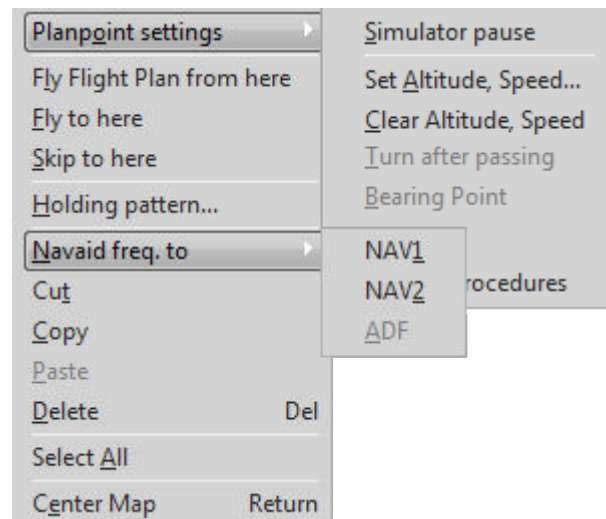 Planpoint settings
Fly Flight Plan from here
Fly to here
Skip to here
Holding pattern...
Navaid freq. to
Cut
Copy
Paste
Delete Del
Select All
Center Map Return
Simulator pause
Set Altitude, Speed...
Clear Altitude, Speed
Turn after passing
Bearing Point
NAV1
NAV2
ADF